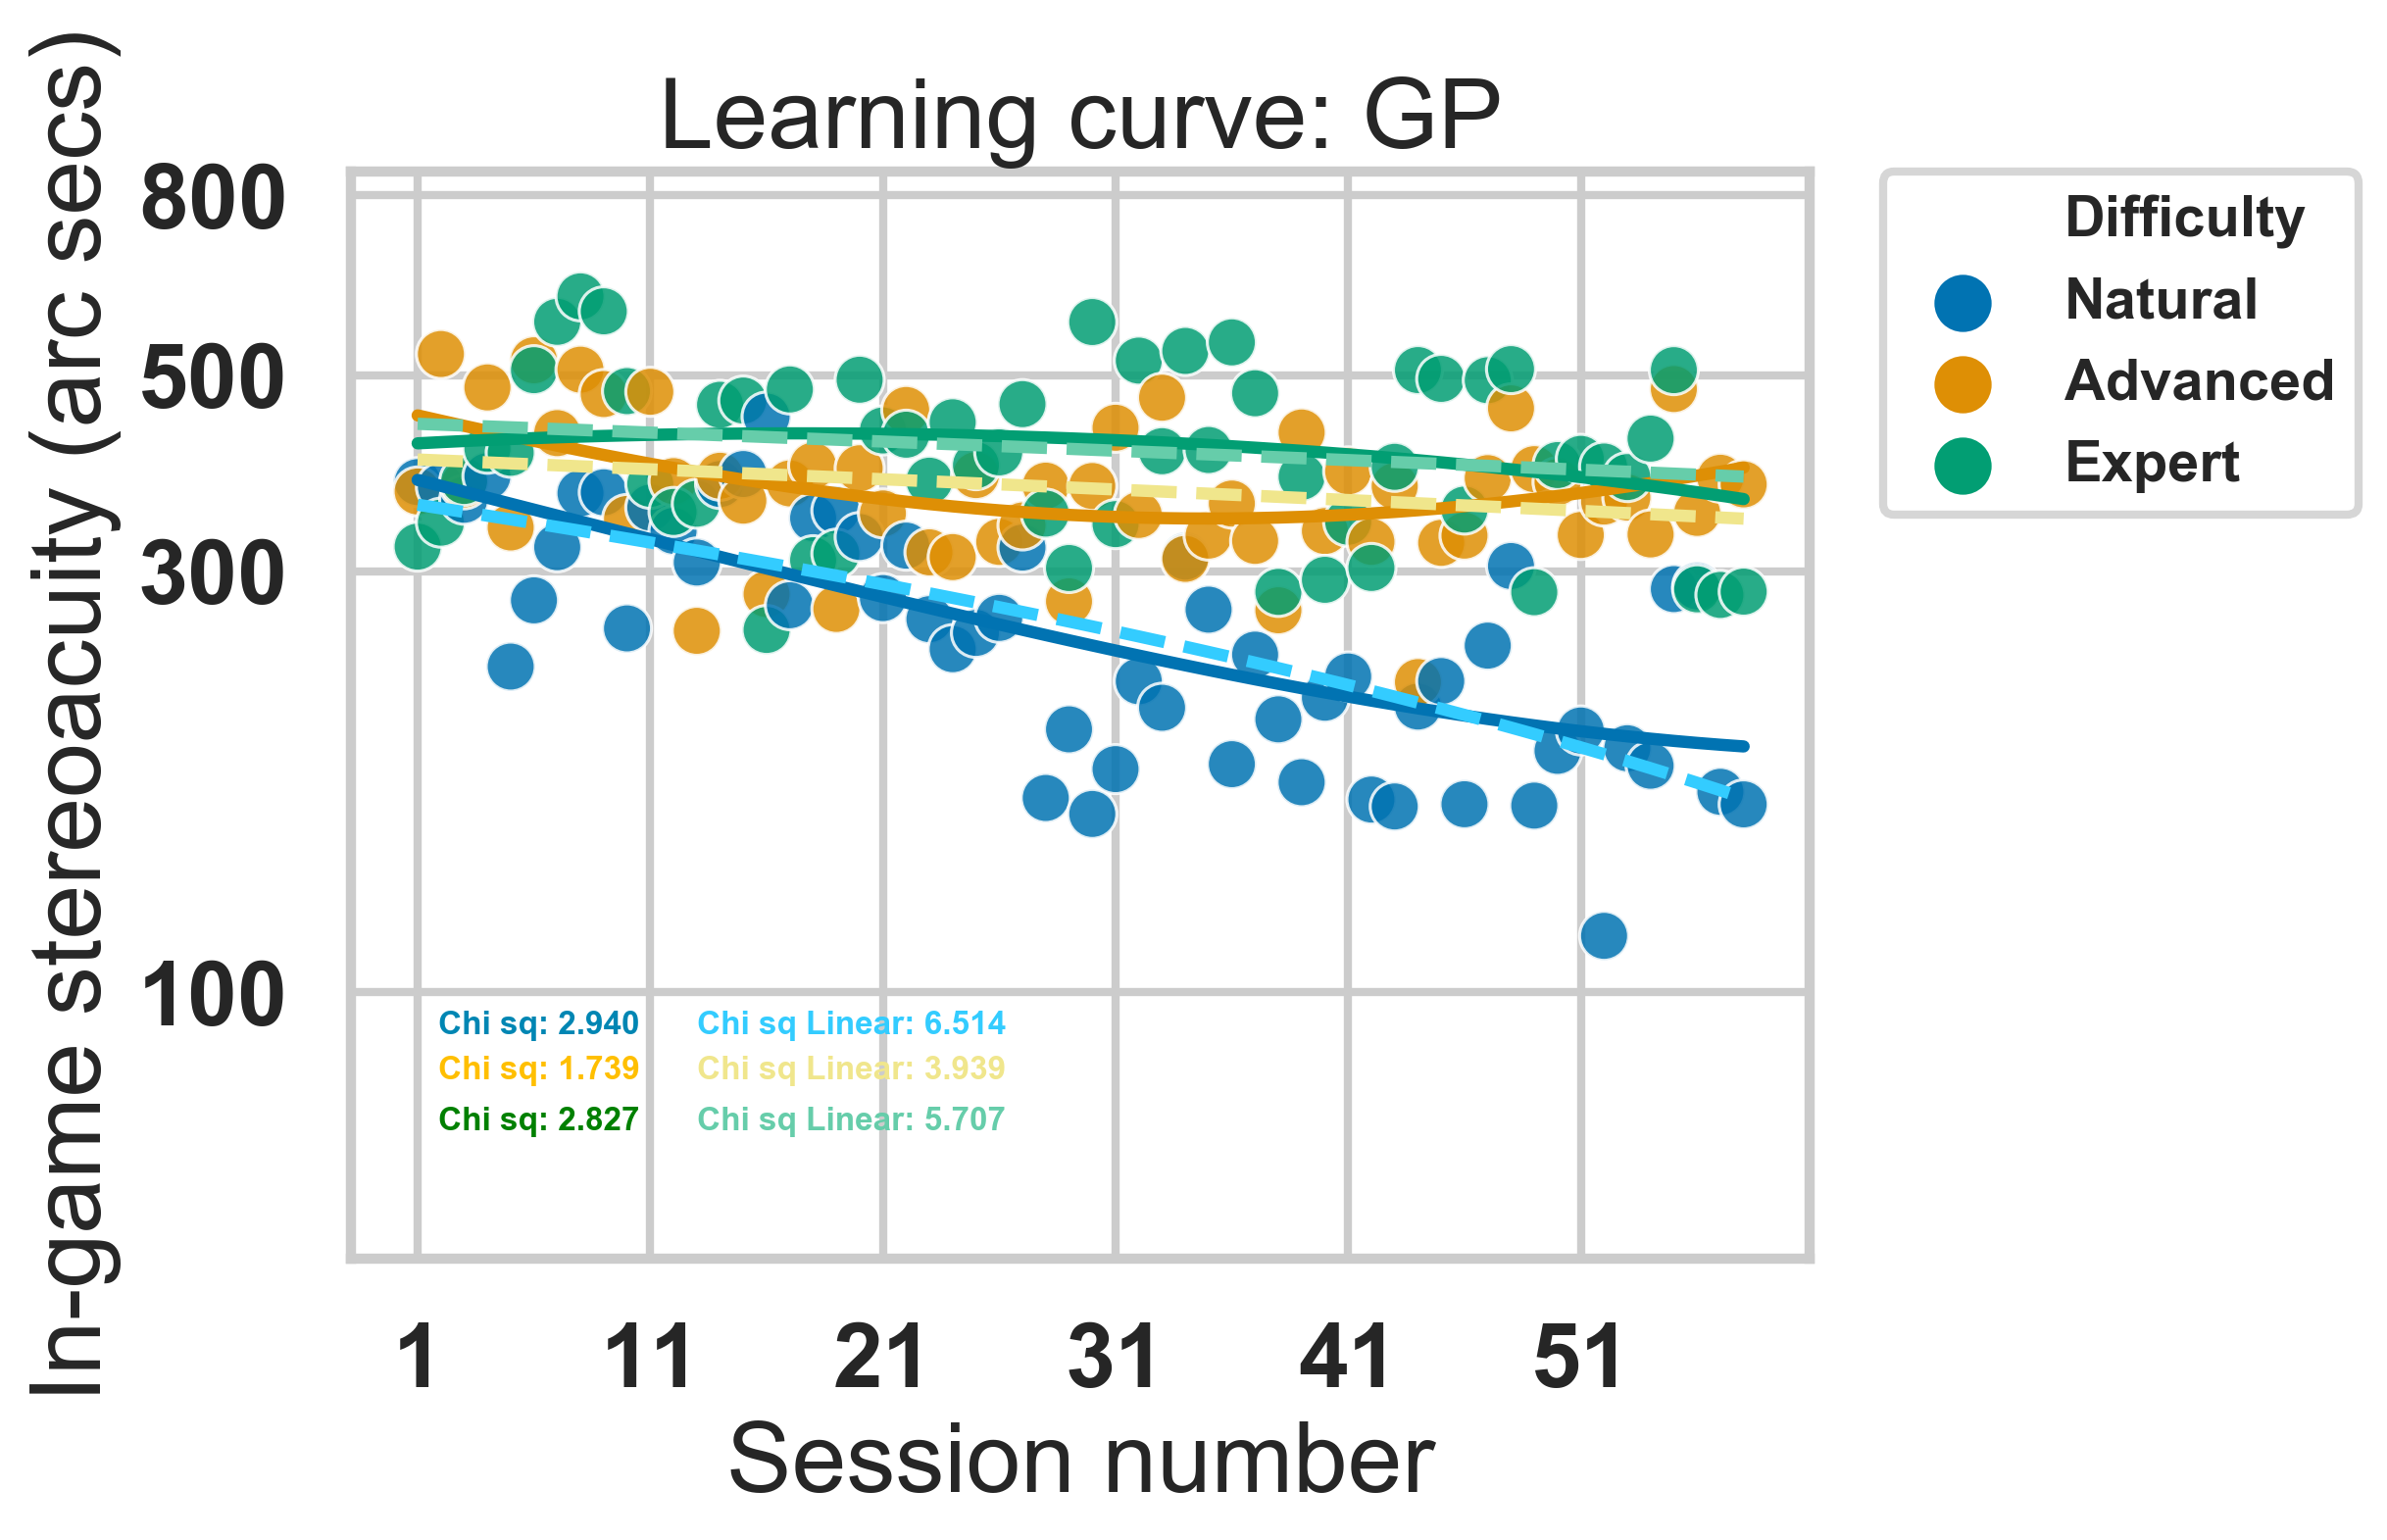 Learning curve: GP
In-game stereoacuity (arc secs)
800
500
300
100
Chi sq: 2.940 Chi sq Linear: 6.514
Chi sq: 1.739 Chi sq Linear: 3.939
Chi sq: 2.827 Chi sq Linear: 5.707
1 11 21 31 41 51
Session number
Difficulty
Natural
Advanced
Expert